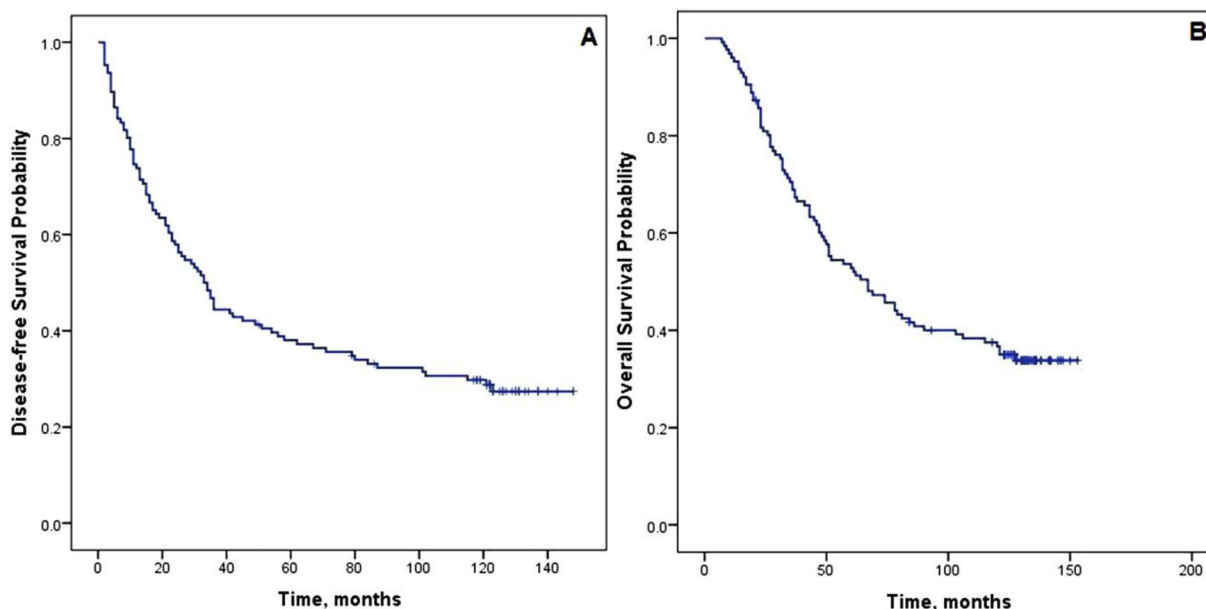 A
Disease-free Survival Probability
1.0
0.8
0.6
0.4
0.2
0.0
0 20 40 60 80 100 120 140
Time, months
B
Overall Survival Probability
1.0
0.8
0.6
0.4
0.2
0.0
0 50 100 150 200
Time, months